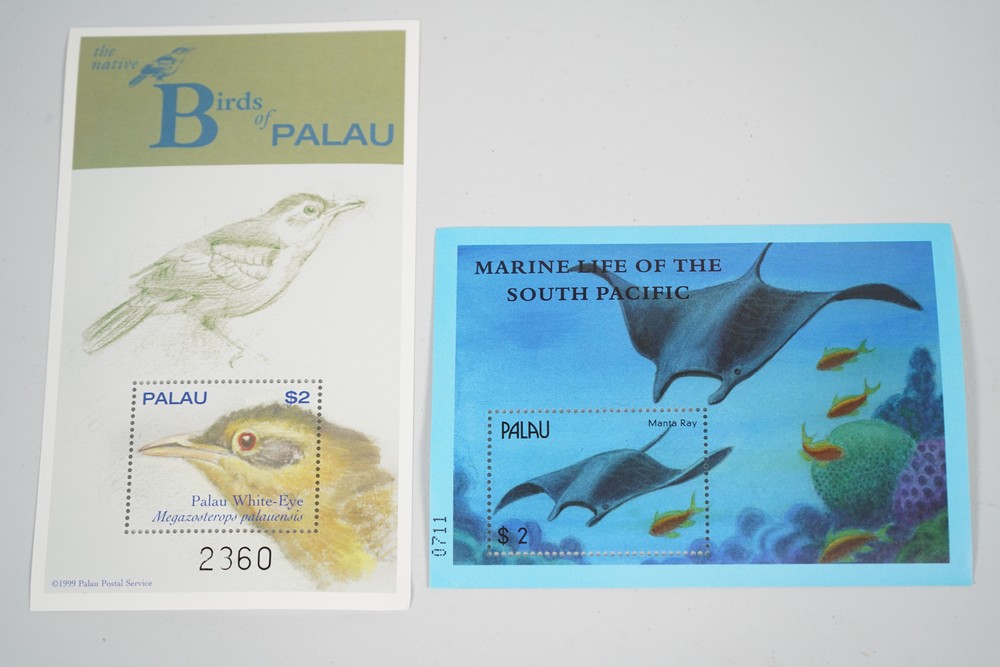 the
native
Birds
of
PALAU
PALAU $2
Palau White-Eye
Megazosterops palauensis
2360
©1999 Palau Postal Service
MARINE LIFE OF THE
SOUTH PACIFIC
PALAU
Manta Ray
$ 2
0711